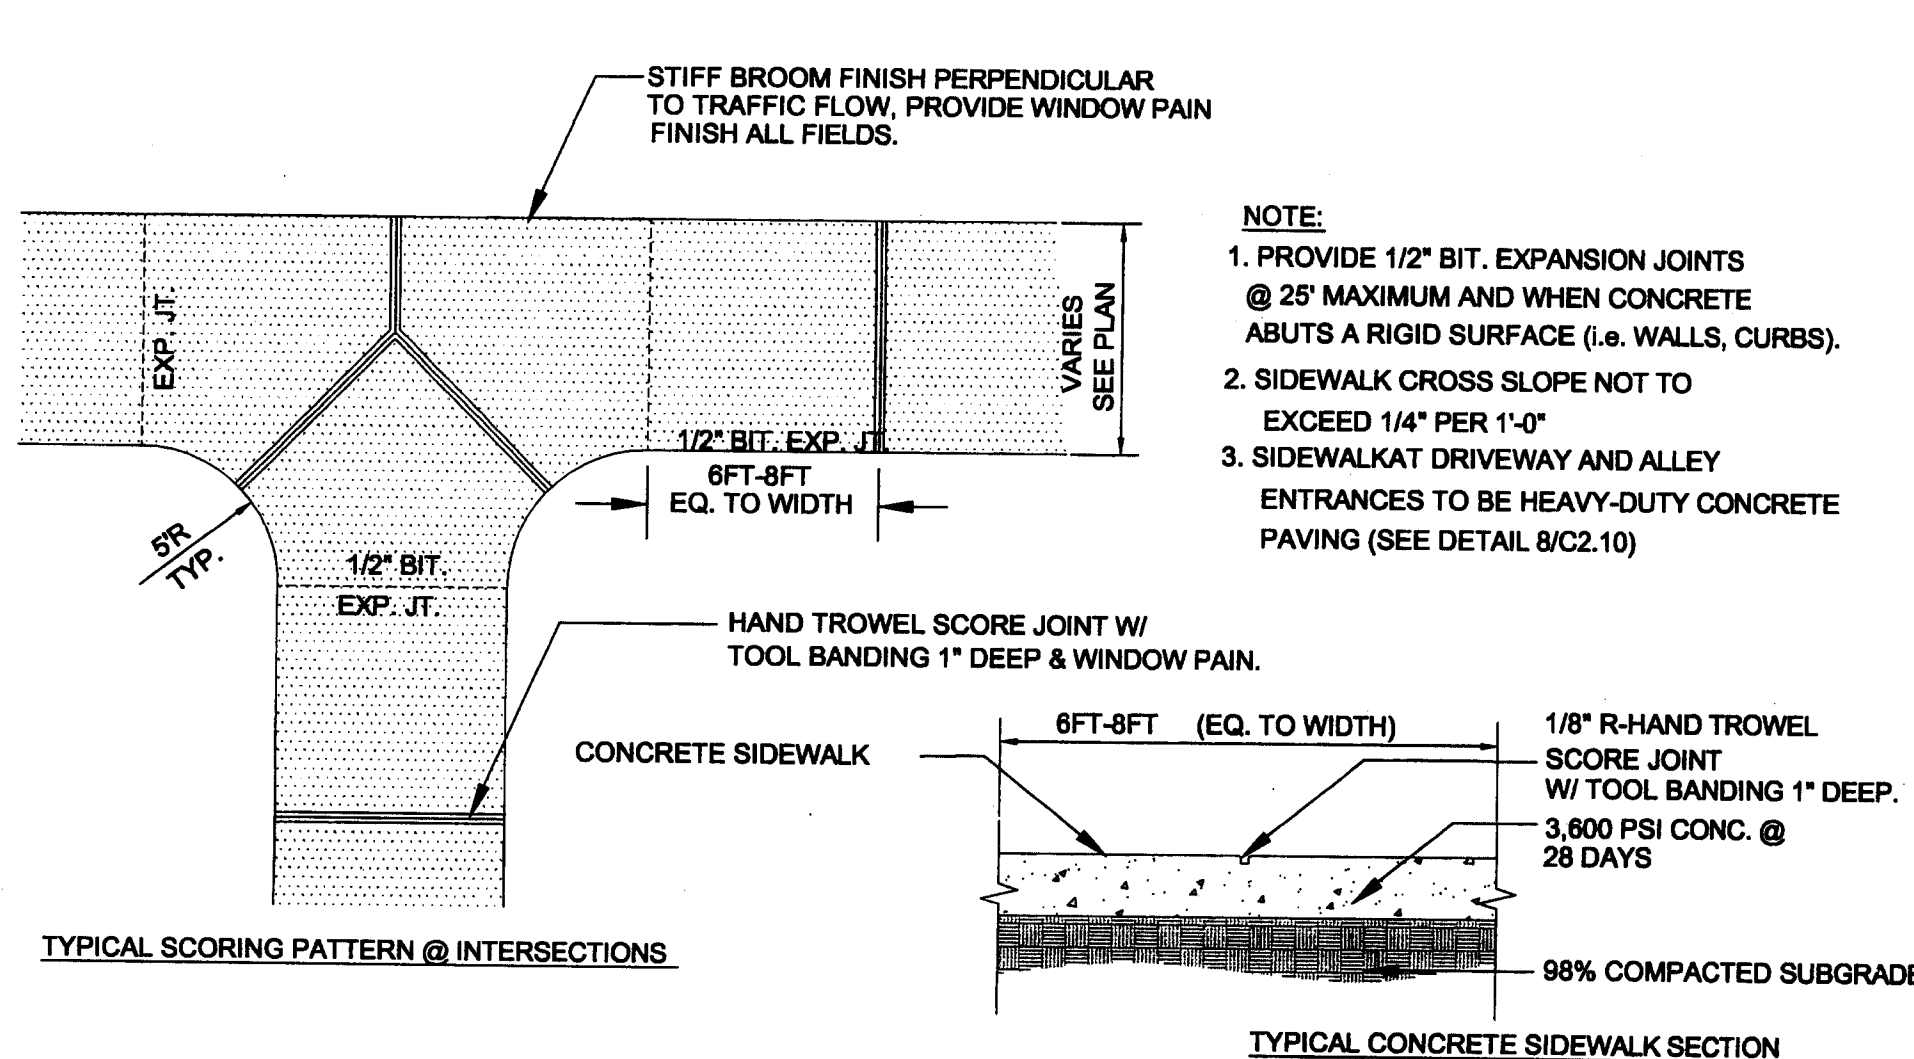 STIFF BROOM FINISH PERPENDICULAR
TO TRAFFIC FLOW, PROVIDE WINDOW PAIN
FINISH ALL FIELDS.
EXP. JT.
VARIES
SEE PLAN
1/2" BIT. EXP. JT.
6FT-8FT
EQ. TO WIDTH
5'R
TYP.
1/2" BIT.
EXP. JT.
HAND TROWEL SCORE JOINT W/
TOOL BANDING 1" DEEP & WINDOW PAIN.
TYPICAL SCORING PATTERN @ INTERSECTIONS
NOTE:
1. PROVIDE 1/2" BIT. EXPANSION JOINTS
@ 25' MAXIMUM AND WHEN CONCRETE
ABUTS A RIGID SURFACE (i.e. WALLS, CURBS).
2. SIDEWALK CROSS SLOPE NOT TO
EXCEED 1/4" PER 1'-0"
3. SIDEWALKAT DRIVEWAY AND ALLEY
ENTRANCES TO BE HEAVY-DUTY CONCRETE
PAVING (SEE DETAIL 8/C2.10)
6FT-8FT (EQ. TO WIDTH)
CONCRETE SIDEWALK
1/8" R-HAND TROWEL
SCORE JOINT
W/ TOOL BANDING 1" DEEP.
3,600 PSI CONC. @
28 DAYS
98% COMPACTED SUBGRADE
TYPICAL CONCRETE SIDEWALK SECTION